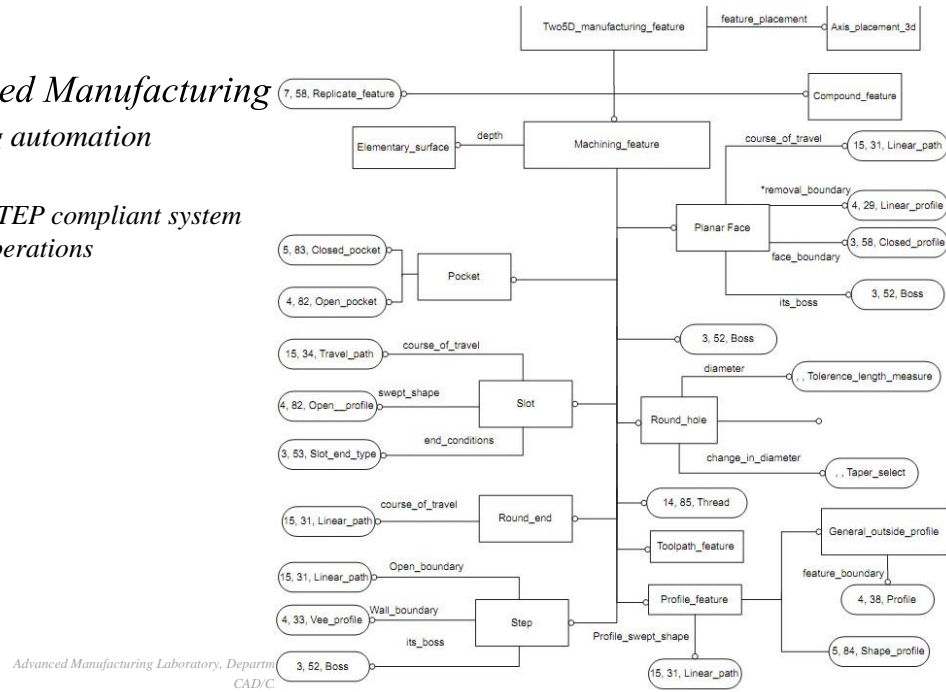 Two5D_manufacturing_feature
feature_placement
Axis_placement_3d
ed Manufacturing
7, 58, Replicate_feature
Compound_feature
g automation
Elementary_surface
depth
Machining_feature
course_of_travel
15, 31, Linear_path
*removal_boundary
4, 29, Linear_profile
TEP compliant system
perations
Planar Face
3, 58, Closed_profile
face_boundary
its_boss
3, 52, Boss
5, 83, Closed_pocket
Pocket
4, 82, Open_pocket
3, 52, Boss
15, 34, Travel_path
course_of_travel
diameter
, , Tolerence_length_measure
4, 82, Open__profile
swept_shape
Slot
Round_hole
3, 53, Slot_end_type
end_conditions
change_in_diameter
, , Taper_select
14, 85, Thread
15, 31, Linear_path
course_of_travel
Round_end
General_outside_profile
Toolpath_feature
feature_boundary
4, 38, Profile
15, 31, Linear_path
Open_boundary
Profile_feature
4, 33, Vee_profile
Wall_boundary
Step
Profile_swept_shape
5, 84, Shape_profile
its_boss
3, 52, Boss
15, 31, Linear_path
Advanced Manufacturing Laboratory, Departm
CAD/C